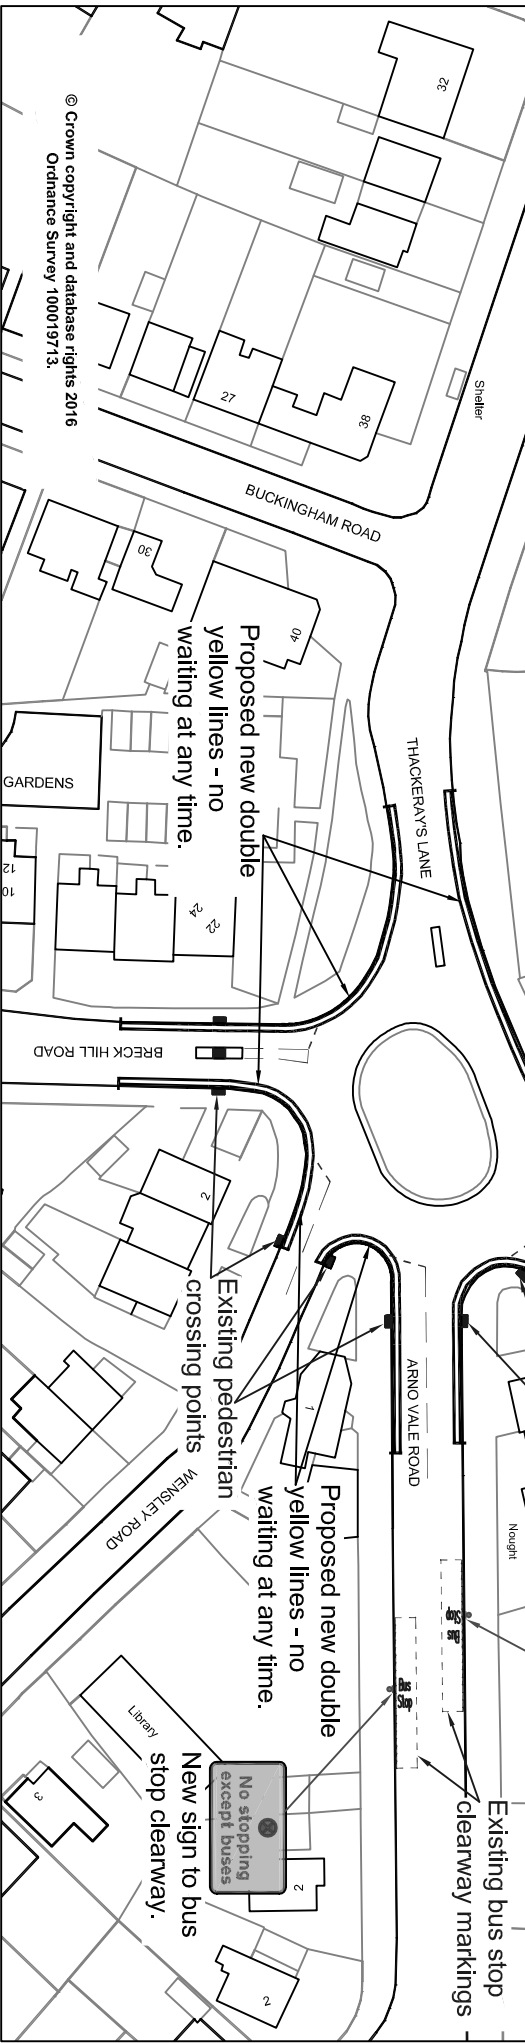 32
Shelter
27
38
BUCKINGHAM ROAD
© Crown copyright and database rights 2016
Ordnance Survey 100019713.
30
40
Proposed new double
yellow lines - no
waiting at any time.
THACKERAY'S LANE
GARDENS
12
10
24
22
BRECK HILL ROAD
2
Existing pedestrian
crossing points
1
ARNO VALE ROAD
Nought
WENSLEY ROAD
Proposed new double
yellow lines - no
waiting at any time.
Bus
Stop
Bus
Stop
Existing bus stop
clearway markings
Library
3
No stopping
except buses
New sign to bus
stop clearway.
2
2